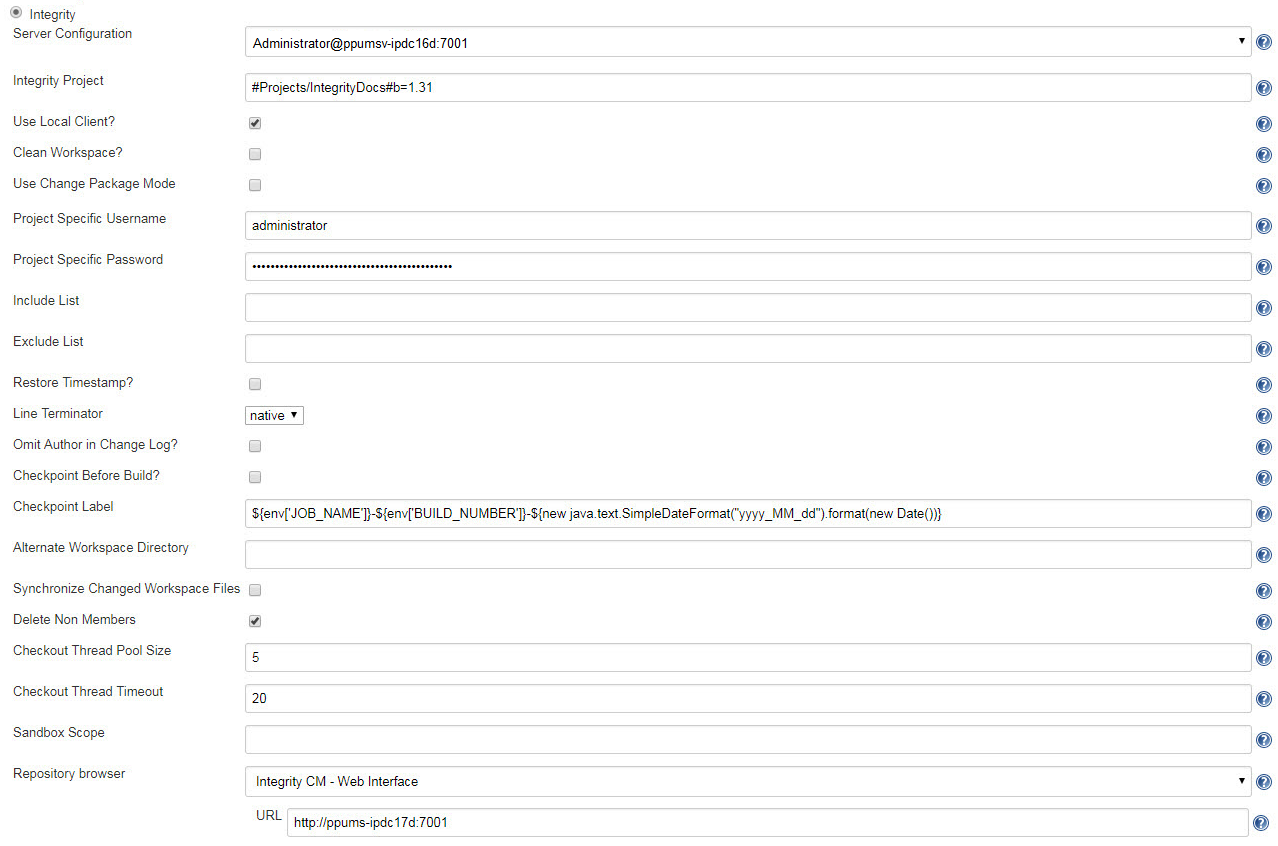 Integrity
Server Configuration
Administrator@ppumsv-ipdc16d:7001
Integrity Project
#Projects/IntegrityDocs#b=1.31
Use Local Client?
Clean Workspace?
Use Change Package Mode
Project Specific Username
administrator
Project Specific Password
Include List
Exclude List
Restore Timestamp?
Line Terminator
native
Omit Author in Change Log?
Checkpoint Before Build?
Checkpoint Label
${env['JOB_NAME']}-${env['BUILD_NUMBER']}-${new java.text.SimpleDateFormat("yyyy_MM_dd").format(new Date())}
Alternate Workspace Directory
Synchronize Changed Workspace Files
Delete Non Members
Checkout Thread Pool Size
5
Checkout Thread Timeout
20
Sandbox Scope
Repository browser
Integrity CM - Web Interface
URL
http://ppums-ipdc17d:7001